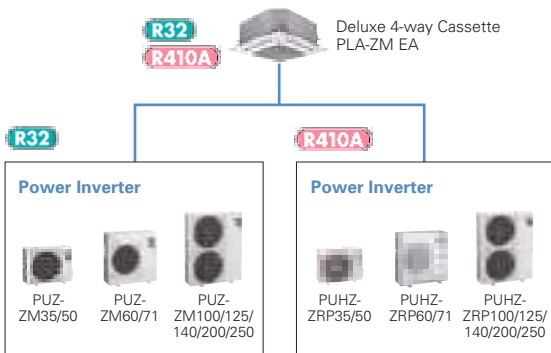 R32
R410A
Deluxe 4-way Cassette
PLA-ZM EA
R32
R410A
Power Inverter
PUZ-
ZM35/50
PUZ-
ZM60/71
PUZ-
ZM100/125/
140/200/250
Power Inverter
PUHZ-
ZRP35/50
PUHZ-
ZRP60/71
PUHZ-
ZRP100/125/
140/200/250